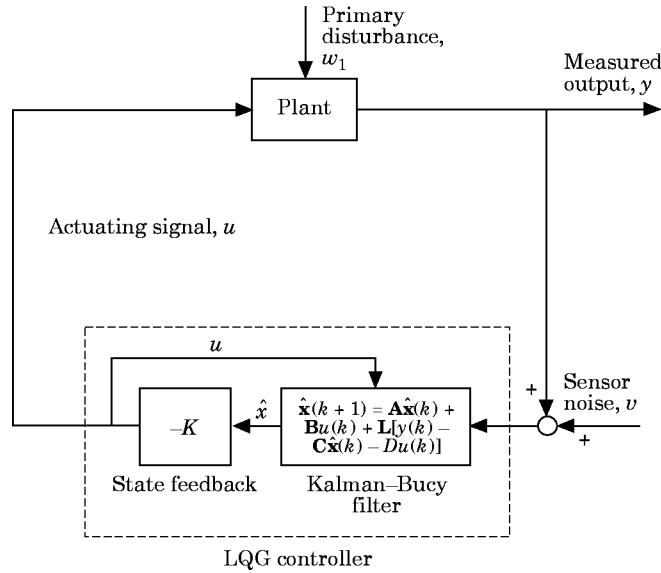 Primary
disturbance,
w₁
Plant
Measured
output, y
Actuating signal, u
u
–K
x̂
𝐱̂(k + 1) = 𝐀𝐱̂(k) +
𝐁u(k) + 𝐋[y(k) –
𝐂𝐱̂(k) – Du(k)]
+
Sensor
noise, v
+
State feedback
Kalman–Bucy
filter
LQG controller